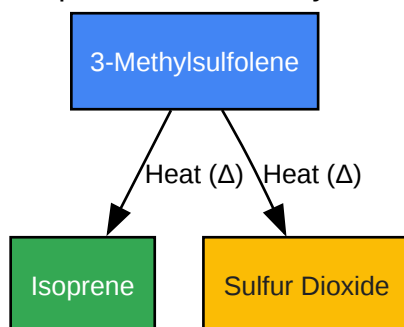 3-Methylsulfolene
Heat (Δ) Heat (Δ)
Isoprene
Sulfur Dioxide